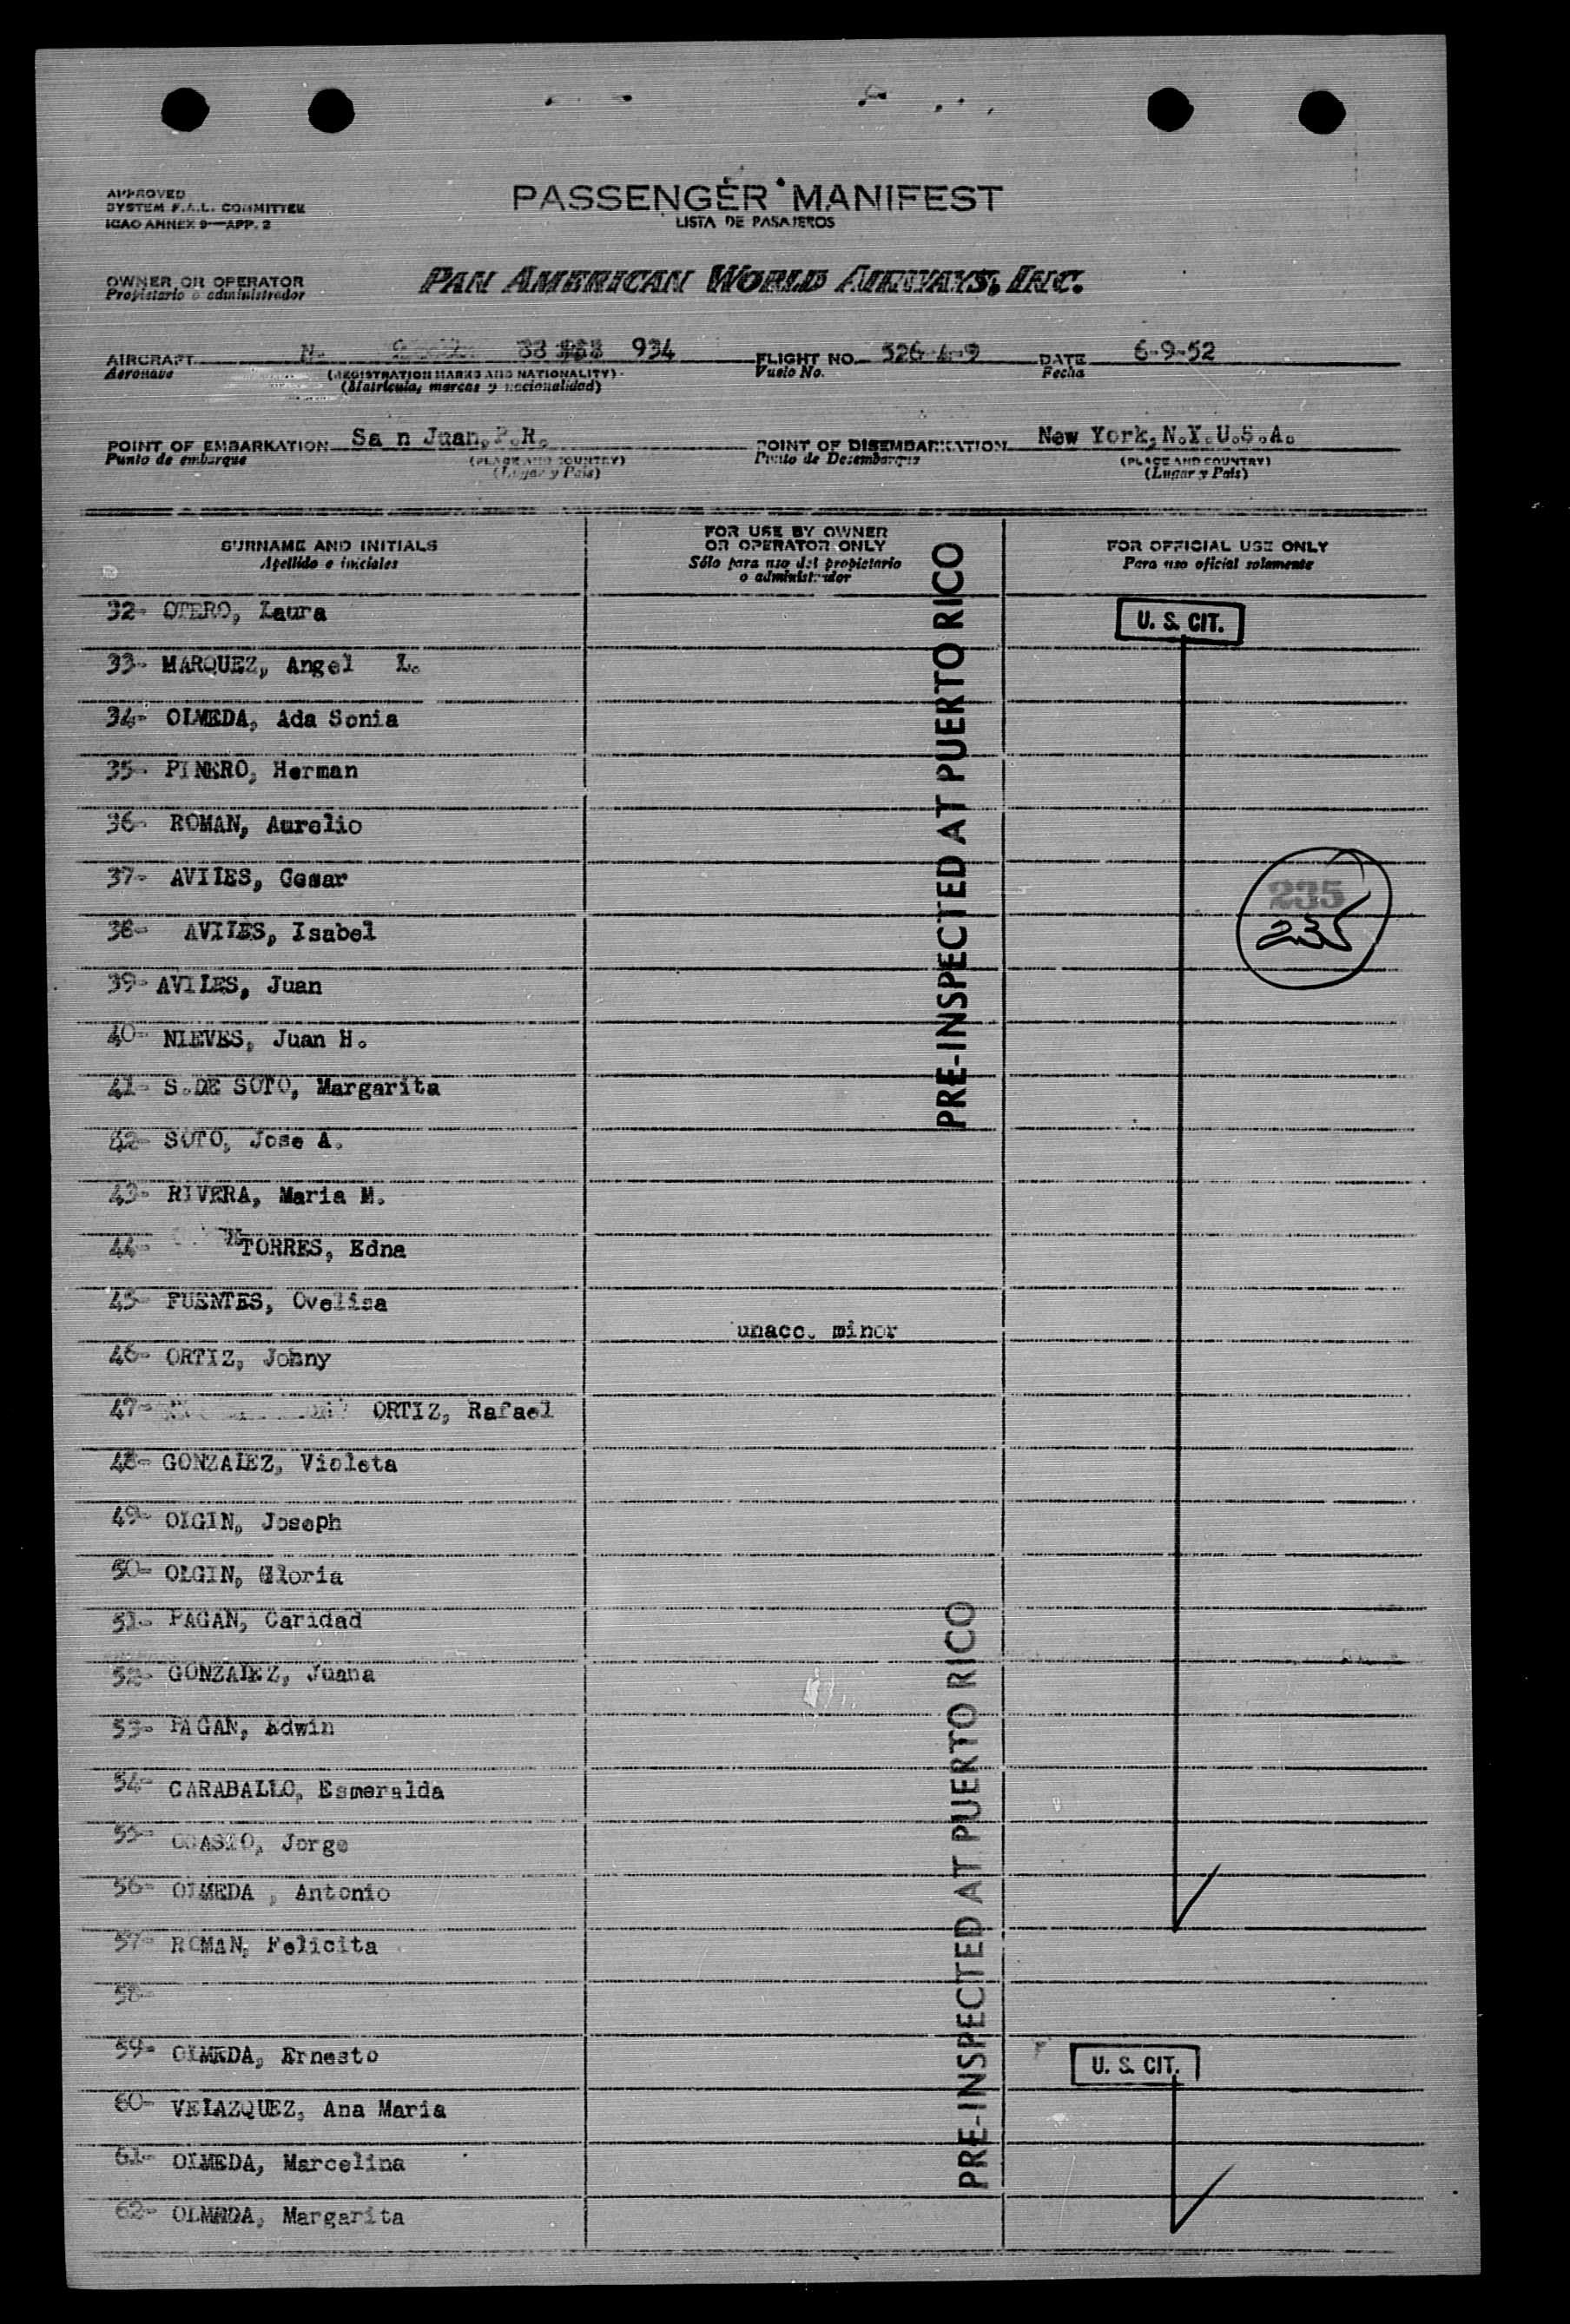 APPROVED
SYSTEM F.A.L. COMMITTEE
ICAO ANNEX 9—APP. 2
PASSENGER MANIFEST
LISTA DE PASAJEROS
OWNER OR OPERATOR
Propietario o administrador
PAN AMERICAN WORLD AIRWAYS, INC.
AIRCRAFT N. 934
Aeronave
(REGISTRATION MARKS AND NATIONALITY)
(Matrícula, marcas y nacionalidad)
FLIGHT NO. 526-4-9
Vuelo No.
DATE 6-9-52
Fecha
POINT OF EMBARKATION Sa n Juan, P.R.
Punto de embarque
(PLACE AND COUNTRY)
(Lugar y País)
POINT OF DISEMBARKATION New York, N.Y. U.S.A.
Punto de Desembarque
(PLACE AND COUNTRY)
(Lugar y País)
SURNAME AND INITIALS
Apellido e iniciales
FOR USE BY OWNER
OR OPERATOR ONLY
Sólo para uso del propietario
o administrador
FOR OFFICIAL USE ONLY
Para uso oficial solamente
PRE-INSPECTED AT PUERTO RICO
32- OTERO, Laura
U. S. CIT.
33- MARQUEZ, Angel L.
34- OLMEDA, Ada Sonia
35- PINERO, Herman
36- ROMAN, Aurelio
37- AVILES, Cesar
235
235
38- AVILES, Isabel
39- AVILES, Juan
40- NIEVES, Juan H.
41- S.DE SOTO, Margarita
42- SOTO, Jose A.
43- RIVERA, Maria M.
44- TORRES, Edna
45- FUENTES, Ovelisa
unacc. minor
46- ORTIZ, Johny
47- ORTIZ, Rafael
48- GONZALEZ, Violeta
49- OLGIN, Joseph
50- OLGIN, Gloria
51- PAGAN, Caridad
PRE-INSPECTED AT PUERTO RICO
52- GONZALEZ, Juana
53- PAGAN, Edwin
54- CARABALLO, Esmeralda
55- OCASIO, Jorge
56- OLMEDA , Antonio
57- ROMAN, Felicita
58-
59- OLMEDA, Ernesto
U. S. CIT.
60- VELAZQUEZ, Ana Maria
61- OLMEDA, Marcelina
62- OLMEDA, Margarita